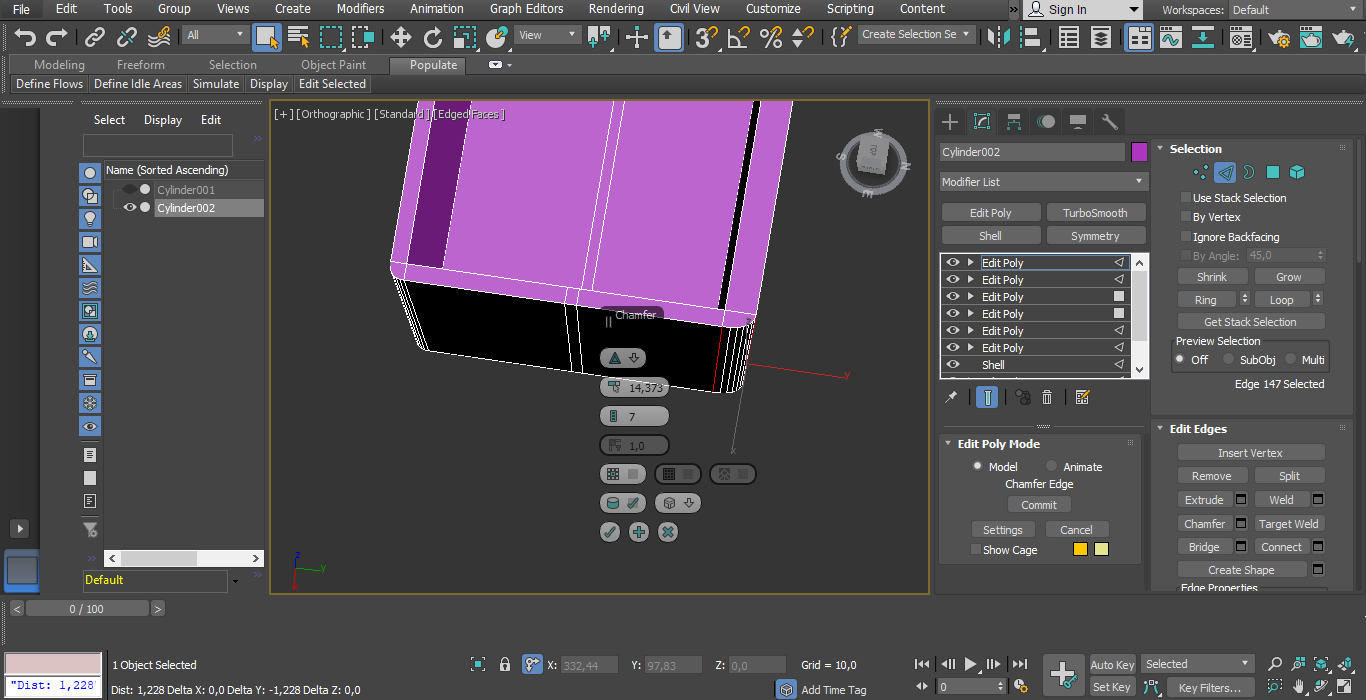 File Edit Tools Group Views Create Modifiers Animation Graph Editors Rendering Civil View Customize Scripting Content » Sign In Workspaces: Default
All View Create Selection Se
Modeling Freeform Selection Object Paint Populate
Define Flows Define Idle Areas Simulate Display Edit Selected
Select Display Edit
Name (Sorted Ascending)
Cylinder001
Cylinder002
Default
[+] [Orthographic] [Standard] [Edged Faces]
W
S
N
E
Chamfer
14,373
7
1,0
y
x
z
y
Cylinder002
Modifier List
Edit Poly TurboSmooth
Shell Symmetry
Edit Poly
Edit Poly
Edit Poly
Edit Poly
Edit Poly
Edit Poly
Shell
Edit Poly Mode
Model Animate
Chamfer Edge
Commit
Settings Cancel
Show Cage
Selection
Use Stack Selection
By Vertex
Ignore Backfacing
By Angle: 45,0
Shrink Grow
Ring Loop
Get Stack Selection
Preview Selection
Off SubObj Multi
Edge 147 Selected
Edit Edges
Insert Vertex
Remove Split
Extrude Weld
Chamfer Target Weld
Bridge Connect
Create Shape
Edge Properties
< 0 / 100 >
1 Object Selected X: 332,44 Y: 97,83 Z: 0,0 Grid = 10,0 Auto Key Selected
"Dist: 1,228 Dist: 1,228 Delta X: 0,0 Delta Y: -1,228 Delta Z: 0,0 Add Time Tag 0 Set Key Key Filters...